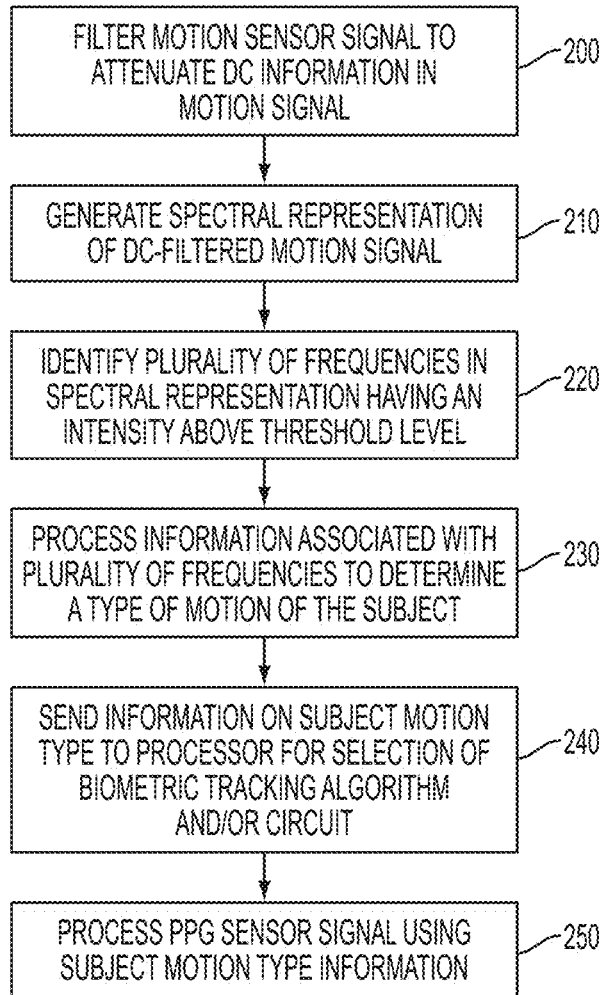 FILTER MOTION SENSOR SIGNAL TO
ATTENUATE DC INFORMATION IN
MOTION SIGNAL
200
GENERATE SPECTRAL REPRESENTATION
OF DC-FILTERED MOTION SIGNAL
210
IDENTIFY PLURALITY OF FREQUENCIES IN
SPECTRAL REPRESENTATION HAVING AN
INTENSITY ABOVE THRESHOLD LEVEL
220
PROCESS INFORMATION ASSOCIATED WITH
PLURALITY OF FREQUENCIES TO DETERMINE
A TYPE OF MOTION OF THE SUBJECT
230
SEND INFORMATION ON SUBJECT MOTION
TYPE TO PROCESSOR FOR SELECTION OF
BIOMETRIC TRACKING ALGORITHM
AND/OR CIRCUIT
240
PROCESS PPG SENSOR SIGNAL USING
SUBJECT MOTION TYPE INFORMATION
250